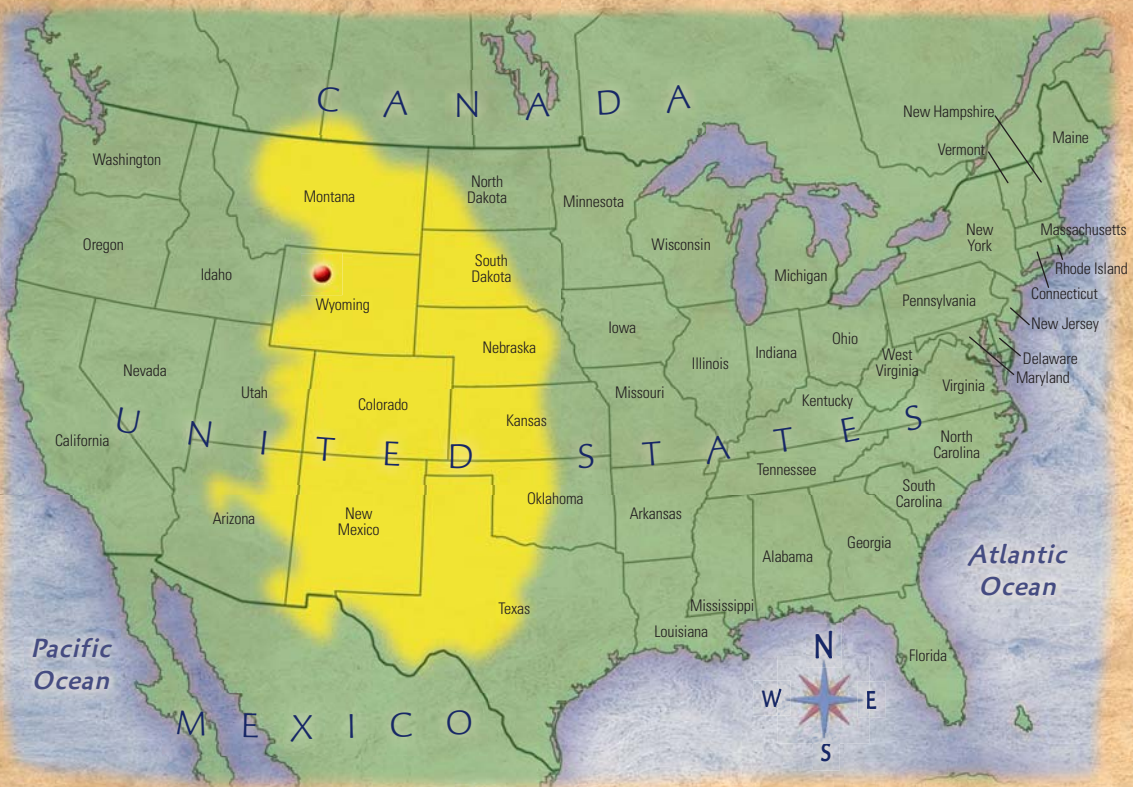 CANADA
New Hampshire
Vermont
Maine
Washington
Montana
North
Dakota
Minnesota
Oregon
Idaho
Wyoming
South
Dakota
Wisconsin
Michigan
New
York
Massachusetts
Rhode Island
Connecticut
Pennsylvania
New Jersey
Delaware
Maryland
Nevada
Utah
Colorado
Nebraska
Iowa
Illinois
Indiana
Ohio
West
Virginia
Virginia
California
Kansas
Missouri
Kentucky
UNITED STATES
Tennessee
North
Carolina
South
Carolina
Arizona
New
Mexico
Oklahoma
Arkansas
Alabama
Georgia
Atlantic
Ocean
Texas
Mississippi
Louisiana
Florida
Pacific
Ocean
MEXICO
N
W E
S